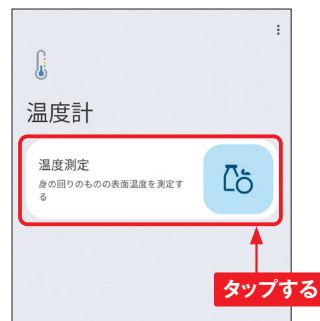 温度計
温度測定
身の回りのものの表面温度を測定す
る
タップする